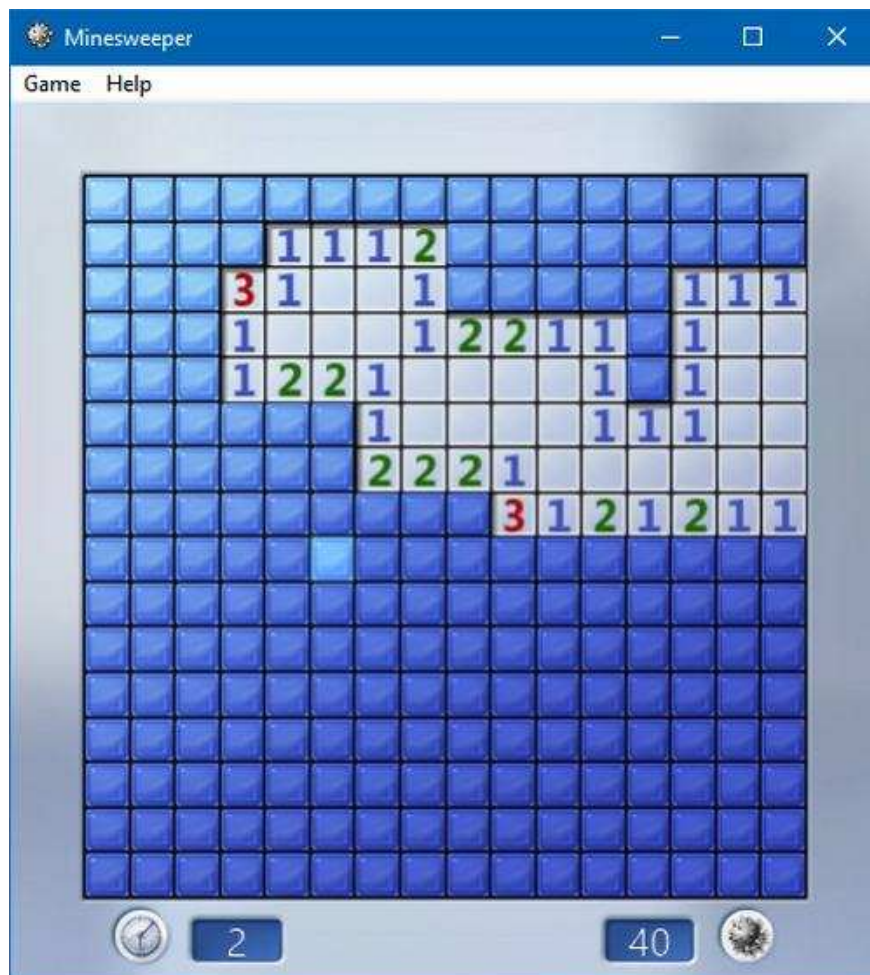 Minesweeper
Game Help
1 1 1 2
3 1 1 1 1 1
1 1 2 2 1 1 1
1 2 2 1 1 1
1 1 1 1
2 2 2 1
3 1 2 1 2 1 1
2 40